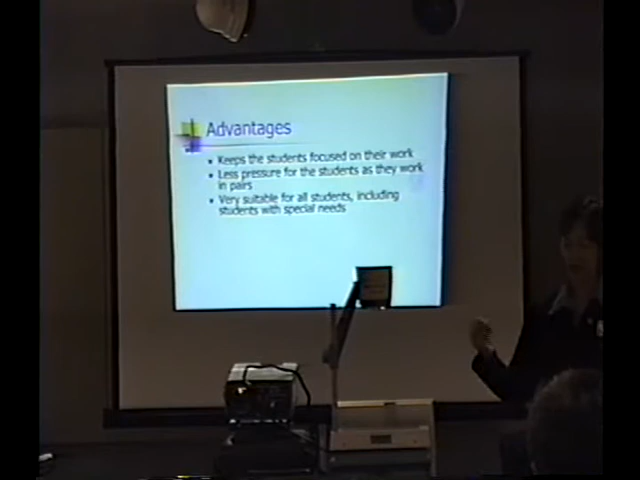 Advantages
Keeps the students focused on their work
Less pressure for the students as they work
in pairs
Very suitable for all students, including
students with special needs